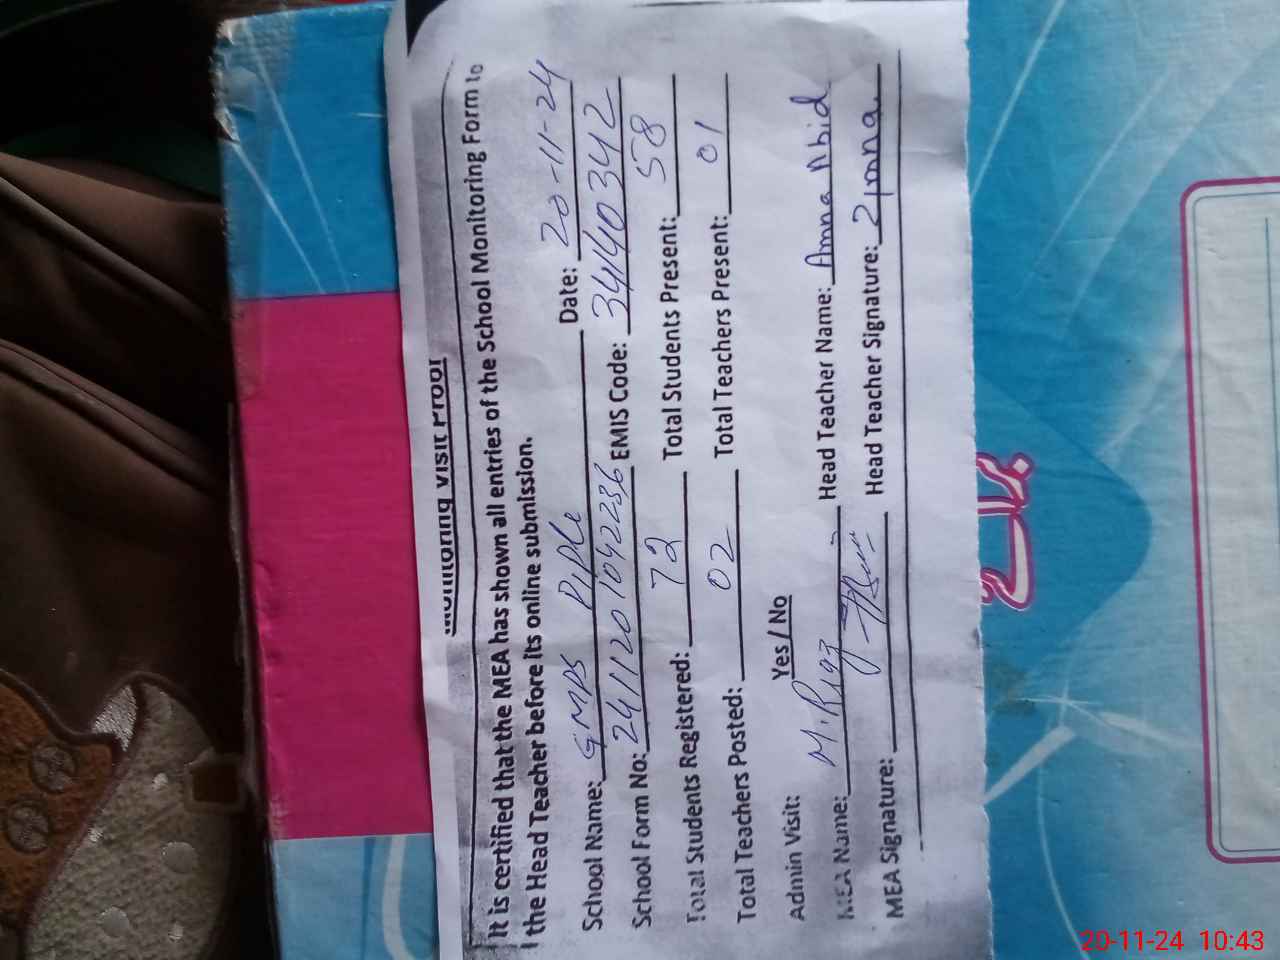 Monitoring Visit Proof
It is certified that the MEA has shown all entries of the School Monitoring Form to
the Head Teacher before its online submission.
School Name: GMPS Piple Date: 20-11-24
School Form No: 2411201092236 EMIS Code: 34140342
Total Students Registered: 72 Total Students Present: 58
Total Teachers Posted: 02 Total Teachers Present: 01
Admin Visit: Yes / No
MEA Name: M.Riaz Head Teacher Name: Amna Abid
MEA Signature: Head Teacher Signature:
برائے
20-11-24 10:43